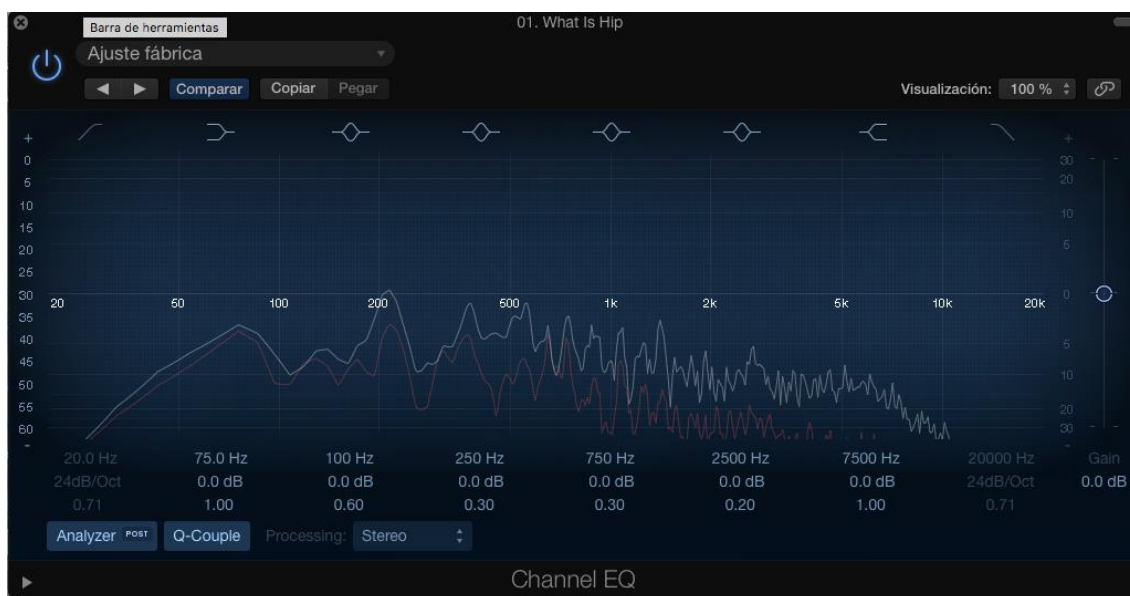 01. What Is Hip
Barra de herramientas
Ajuste fábrica
Comparar Copiar Pegar Visualización: 100 %
+ +
0 30
5 20
10 10
15
20 5
25
30 20 50 100 200 500 1k 2k 5k 10k 20k 0
35
40 5
45
50 10
55 20
60 30
- -
20.0 Hz 75.0 Hz 100 Hz 250 Hz 750 Hz 2500 Hz 7500 Hz 20000 Hz Gain
24dB/Oct 0.0 dB 0.0 dB 0.0 dB 0.0 dB 0.0 dB 0.0 dB 24dB/Oct 0.0 dB
0.71 1.00 0.60 0.30 0.30 0.20 1.00 0.71
Analyzer POST Q-Couple Processing: Stereo
Channel EQ